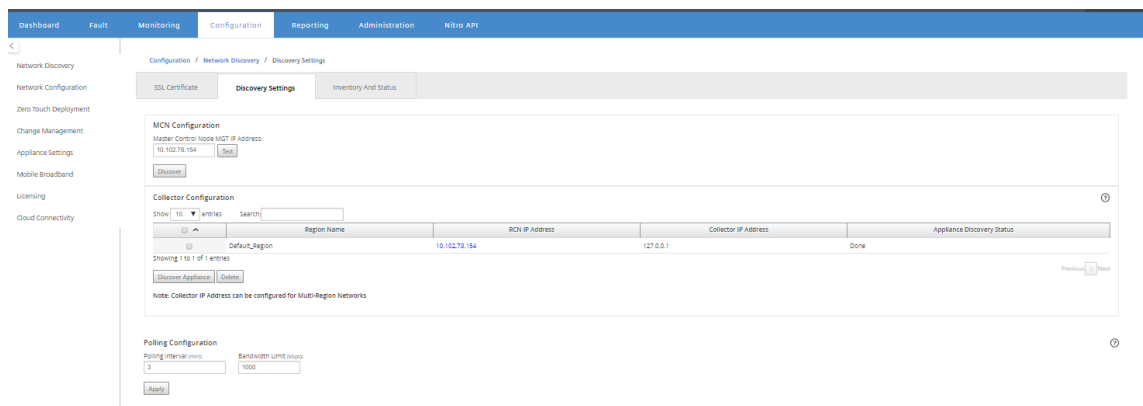 Dashboard Fault Monitoring Configuration Reporting Administration Nitro API
<
Configuration / Network Discovery / Discovery Settings
Network Discovery
Network Configuration
Zero Touch Deployment
Change Management
Appliance Settings
Mobile Broadband
Licensing
Cloud Connectivity
SSL Certificate Discovery Settings Inventory And Status
MCN Configuration
Master Control Node MGT IP Address:
10.102.78.154 Test
Discover
Collector Configuration ?
Show 10 entries Search:
Region Name RCN IP Address Collector IP Address Appliance Discovery Status
Default_Region 10.102.78.154 127.0.0.1 Done
Showing 1 to 1 of 1 entries
Previous 1 Next
Discover Appliance Delete
Note: Collector IP Address can be configured for Multi-Region Networks
Polling Configuration ?
Polling Interval (min): Bandwidth Limit (kbps):
3 1000
Apply